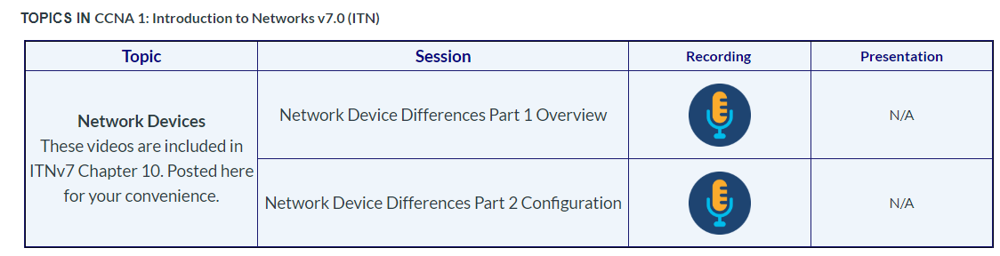 TOPICS IN CCNA 1: Introduction to Networks v7.0 (ITN)
Topic
Session
Recording
Presentation
Network Devices
These videos are included in
ITNv7 Chapter 10. Posted here
for your convenience.
Network Device Differences Part 1 Overview
N/A
Network Device Differences Part 2 Configuration
N/A